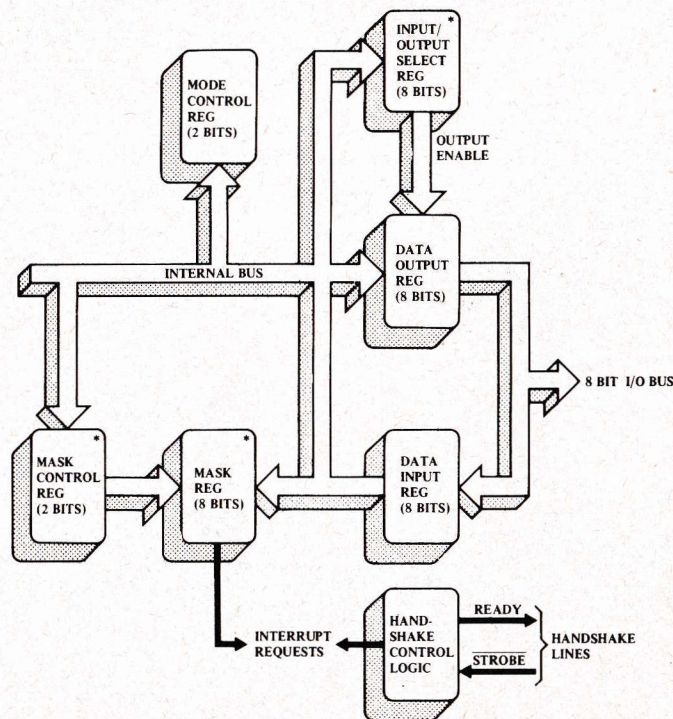 *
INPUT/
OUTPUT
SELECT
REG
(8 BITS)
MODE
CONTROL
REG
(2 BITS)
OUTPUT
ENABLE
INTERNAL BUS
DATA
OUTPUT
REG
(8 BITS)
8 BIT I/O BUS
*
MASK
CONTROL
REG
(2 BITS)
*
MASK
REG
(8 BITS)
DATA
INPUT
REG
(8 BITS)
INTERRUPT
REQUESTS
HAND-
SHAKE
CONTROL
LOGIC
READY
STROBE
HANDSHAKE
LINES